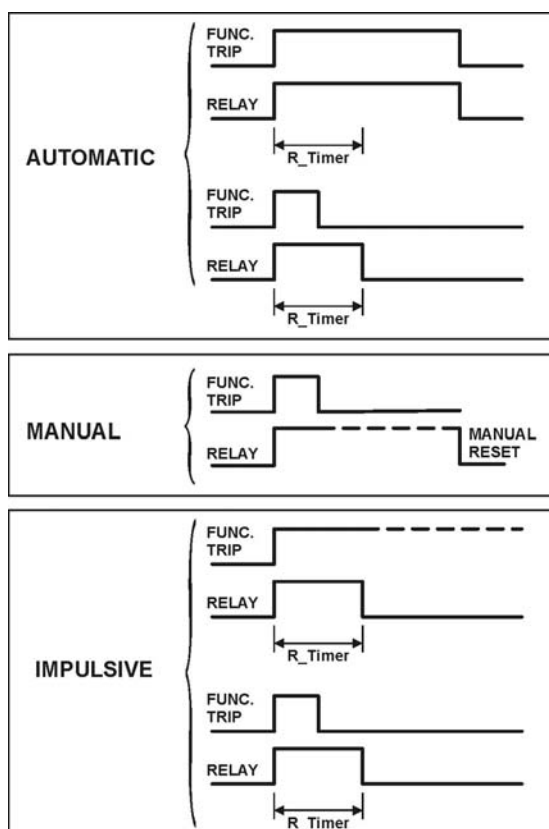 FUNC.
TRIP
RELAY
R_Timer
AUTOMATIC
FUNC.
TRIP
RELAY
R_Timer
FUNC.
TRIP
MANUAL
RELAY
MANUAL
RESET
FUNC.
TRIP
RELAY
R_Timer
IMPULSIVE
FUNC.
TRIP
RELAY
R_Timer